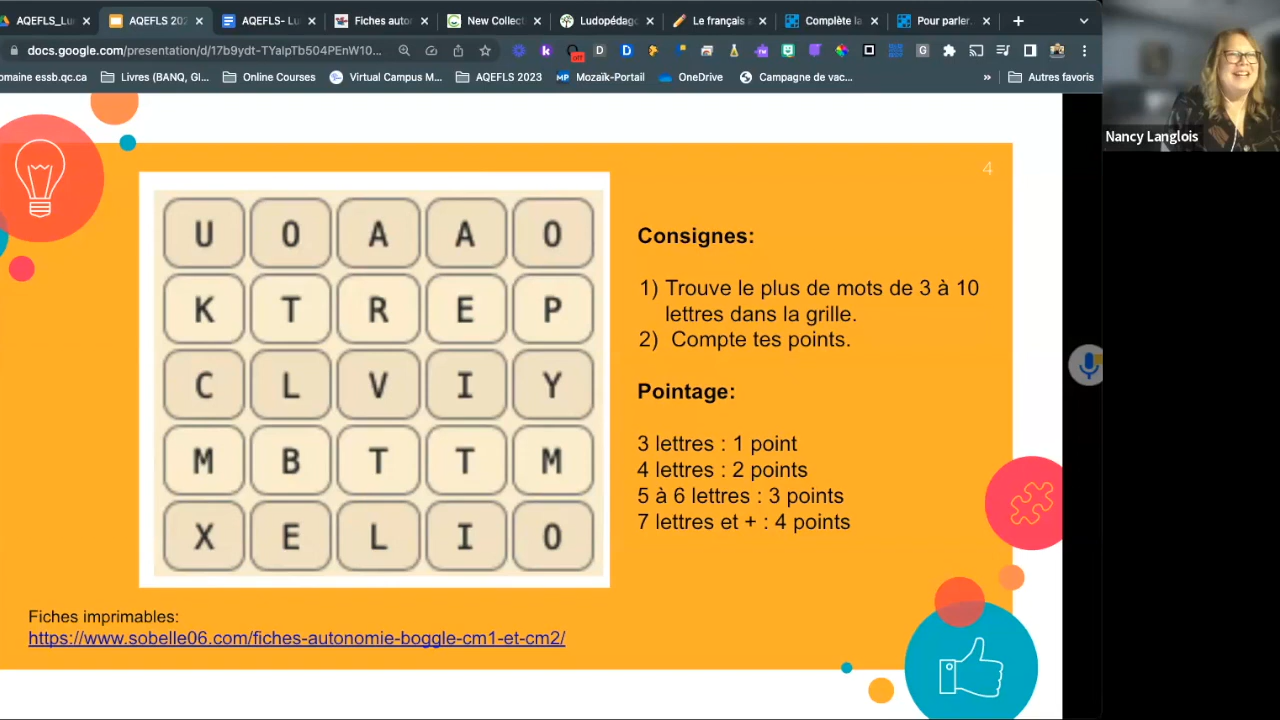 AQEFLS_Lu
AQEFLS 202
AQEFLS- Lu
Fiches autor
New Collect
Ludopédago
Le français a
Complète la
Pour parler.
docs.google.com/presentation/d/17b9ydt-TYalpTb504PEnW10...
omaine essb.qc.ca
Livres (BANQ, Gl...
Online Courses
Virtual Campus M...
AQEFLS 2023
Mozaïk-Portail
OneDrive
Campagne de vac...
»
Autres favoris
Nancy Langlois
4
U O A A O
K T R E P
C L V I Y
M B T T M
X E L I O
Consignes:
1) Trouve le plus de mots de 3 à 10
lettres dans la grille.
2) Compte tes points.
Pointage:
3 lettres : 1 point
4 lettres : 2 points
5 à 6 lettres : 3 points
7 lettres et + : 4 points
Fiches imprimables:
https://www.sobelle06.com/fiches-autonomie-boggle-cm1-et-cm2/